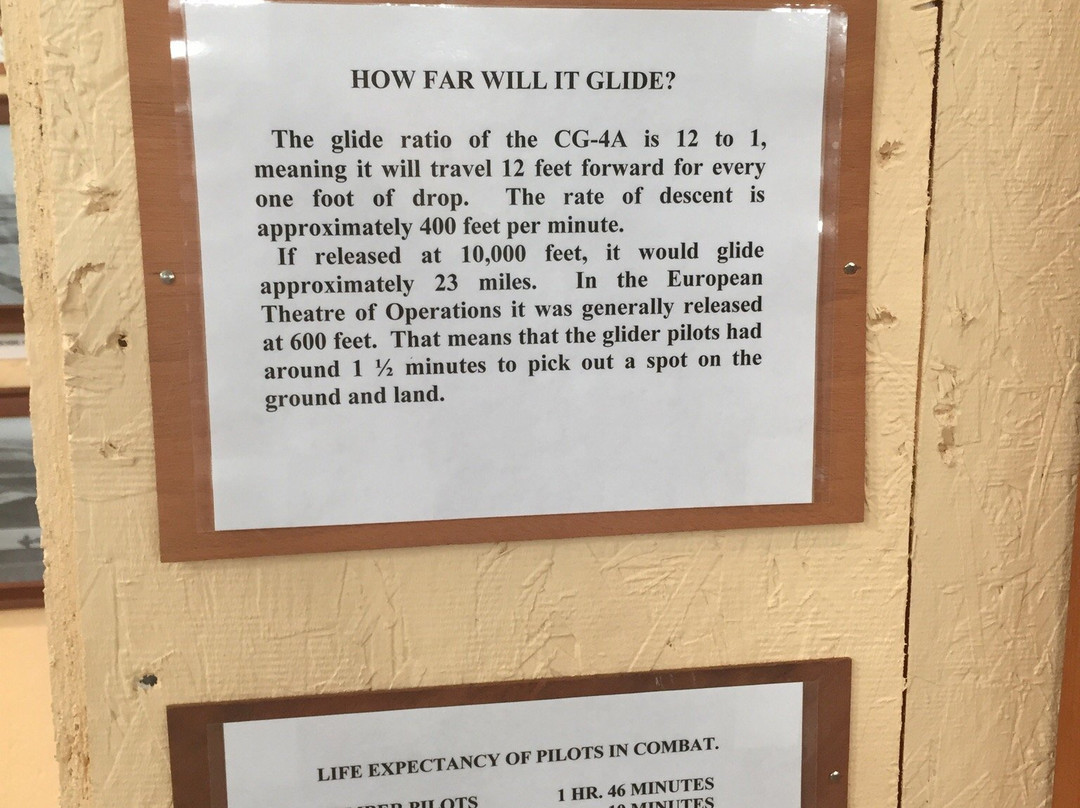 HOW FAR WILL IT GLIDE?
The glide ratio of the CG-4A is 12 to 1,
meaning it will travel 12 feet forward for every
one foot of drop. The rate of descent is
approximately 400 feet per minute.
If released at 10,000 feet, it would glide
approximately 23 miles. In the European
Theatre of Operations it was generally released
at 600 feet. That means that the glider pilots had
around 1 ½ minutes to pick out a spot on the
ground and land.
LIFE EXPECTANCY OF PILOTS IN COMBAT.
PILOTS 1 HR. 46 MINUTES
MINUTES